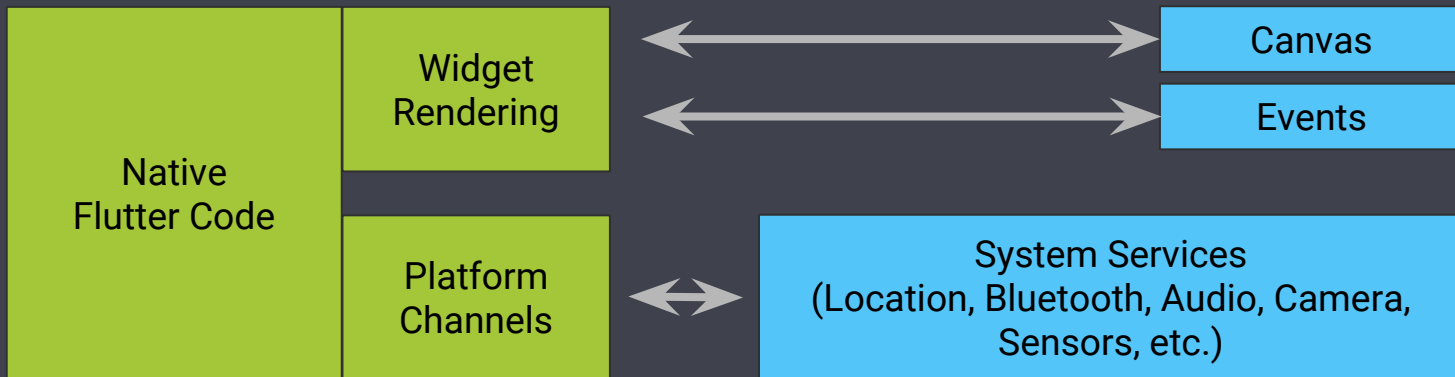 Native
Flutter Code
Widget
Rendering
Platform
Channels
Canvas
Events
System Services
(Location, Bluetooth, Audio, Camera,
Sensors, etc.)